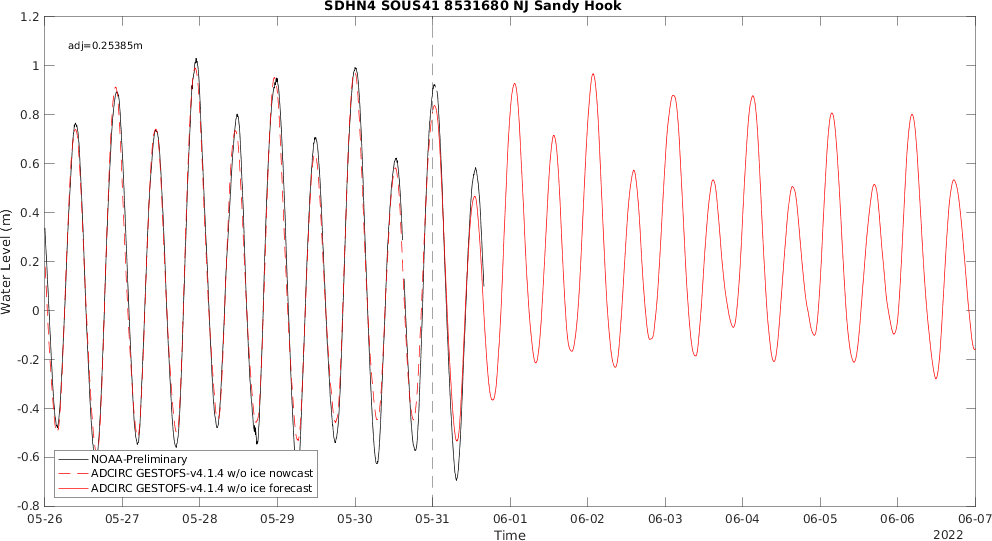 SDHN4 SOUS41 8531680 NJ Sandy Hook
adj=0.25385m
1.2
1
0.8
0.6
0.4
0.2
0
-0.2
-0.4
-0.6
-0.8
Water Level (m)
NOAA-Preliminary
ADCIRC GESTOFS-v4.1.4 w/o ice nowcast
ADCIRC GESTOFS-v4.1.4 w/o ice forecast
05-26 05-27 05-28 05-29 05-30 05-31 06-01 06-02 06-03 06-04 06-05 06-06 06-07
Time
2022